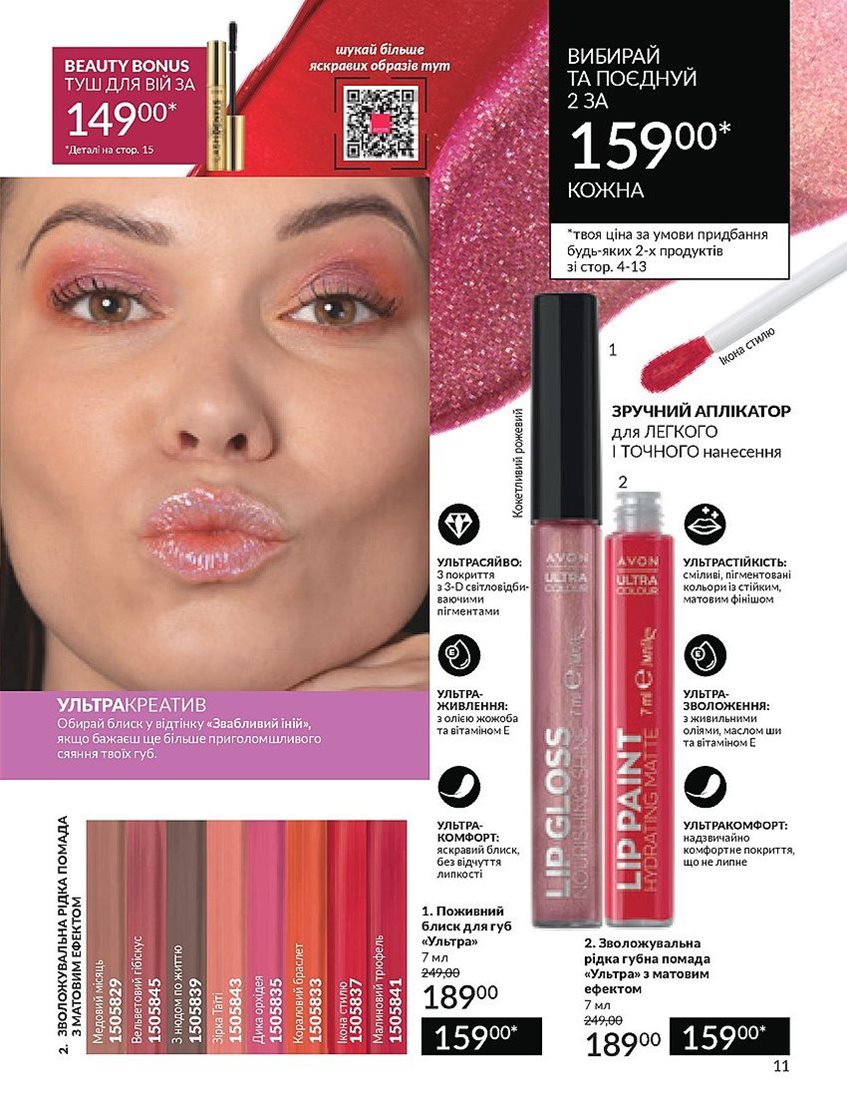 BEAUTY BONUS
ТУШ ДЛЯ ВІЙ ЗА
14900*
*Деталі на стор. 15
LASH GENIUS
шукай більше
яскравих образів тут
ВИБИРАЙ
ТА ПОЄДНУЙ
2 ЗА
15900*
КОЖНА
*твоя ціна за умови придбання
будь-яких 2-х продуктів
зі стор. 4-13
Ікона стилю
1
ЗРУЧНИЙ АПЛІКАТОР
для ЛЕГКОГО
І ТОЧНОГО нанесення
2
Кокетливий рожевий
УЛЬТРАСЯЙВО:
З покриття
з 3-D світловідби-
ваючими
пігментами
УЛЬТРА-
ЖИВЛЕННЯ:
з олією жожоба
та вітаміном Е
УЛЬТРА-
КОМФОРТ:
яскравий блиск,
без відчуття
липкості
AVON
ULTRA
COLOUR
LIP GLOSS
NOURISHING SHINE 7 ml e
AVON
ULTRA
COLOUR
LIP PAINT
HYDRATING MATTE 7 ml e
УЛЬТРАСТІЙКІСТЬ:
сміливі, пігментовані
кольори із стійким,
матовим фінішом
УЛЬТРА-
ЗВОЛОЖЕННЯ:
з живильними
оліями, маслом ши
та вітаміном Е
УЛЬТРАКОМФОРТ:
надзвичайно
комфортне покриття,
що не липне
УЛЬТРАКРЕАТИВ
Обирай блиск у відтінку «Звабливий іній»,
якщо бажаєш ще більше приголомшливого
сяяння твоїх губ.
2. ЗВОЛОЖУВАЛЬНА РІДКА ПОМАДА
З МАТОВИМ ЕФЕКТОМ
Медовий місяць
1505829
Вельветовий гібіскус
1505845
З нюдом по життю
1505839
Зірка Таїті
1505843
Дика орхідея
1505835
Кораловий браслет
1505833
Ікона стилю
1505837
Малиновий трюфель
1505841
1. Поживний
блиск для губ
«Ультра»
7 мл
249,00
18900
15900*
2. Зволожувальна
рідка губна помада
«Ультра» з матовим
ефектом
7 мл
249,00
18900
15900*
11